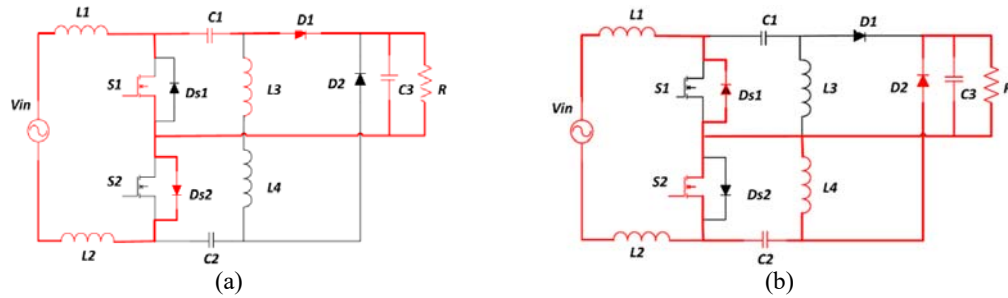 L1
C1
D1
S1
Ds1
L3
D2
C3
R
Vin
S2
Ds2
L4
L2
C2
(a)
L1
C1
D1
S1
Ds1
L3
D2
C3
R
Vin
S2
Ds2
L4
L2
C2
(b)